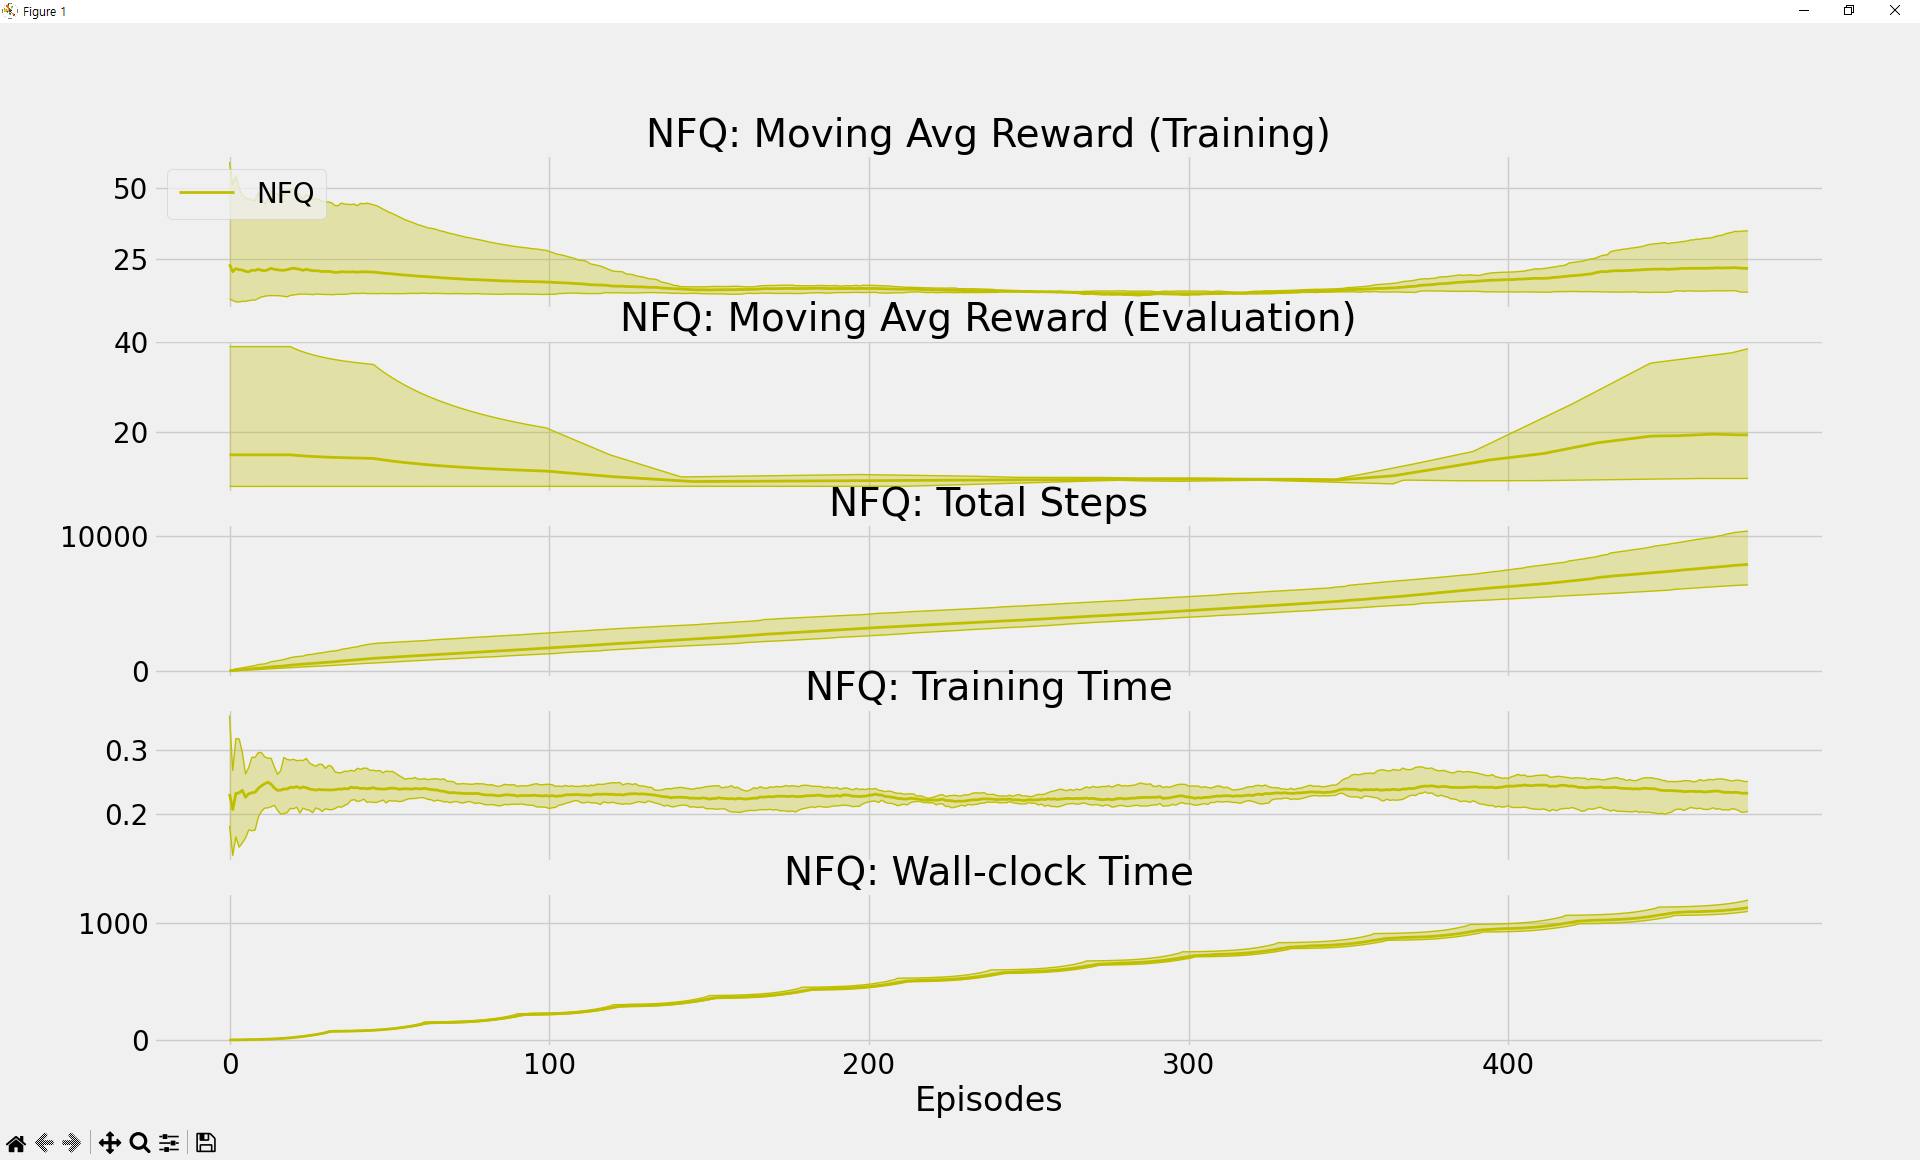 Figure 1
NFQ: Moving Avg Reward (Training)
50
25
NFQ
NFQ: Moving Avg Reward (Evaluation)
40
20
NFQ: Total Steps
10000
0
NFQ: Training Time
0.3
0.2
NFQ: Wall-clock Time
1000
0
0 100 200 300 400
Episodes